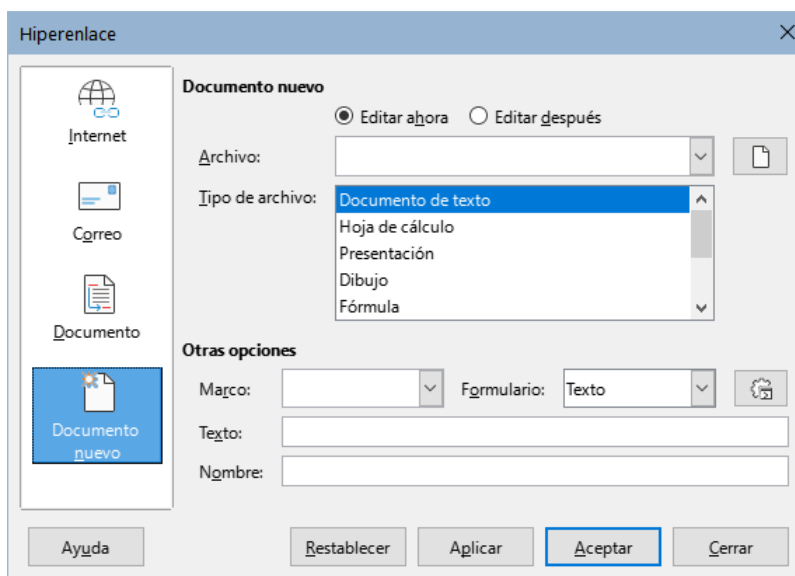 Hiperenlace
Internet
Correo
Documento
Documento
nuevo
Documento nuevo
Editar ahora Editar después
Archivo:
Tipo de archivo: Documento de texto
Hoja de cálculo
Presentación
Dibujo
Fórmula
Otras opciones
Marco: Formulario: Texto
Texto:
Nombre:
Ayuda Restablecer Aplicar Aceptar Cerrar